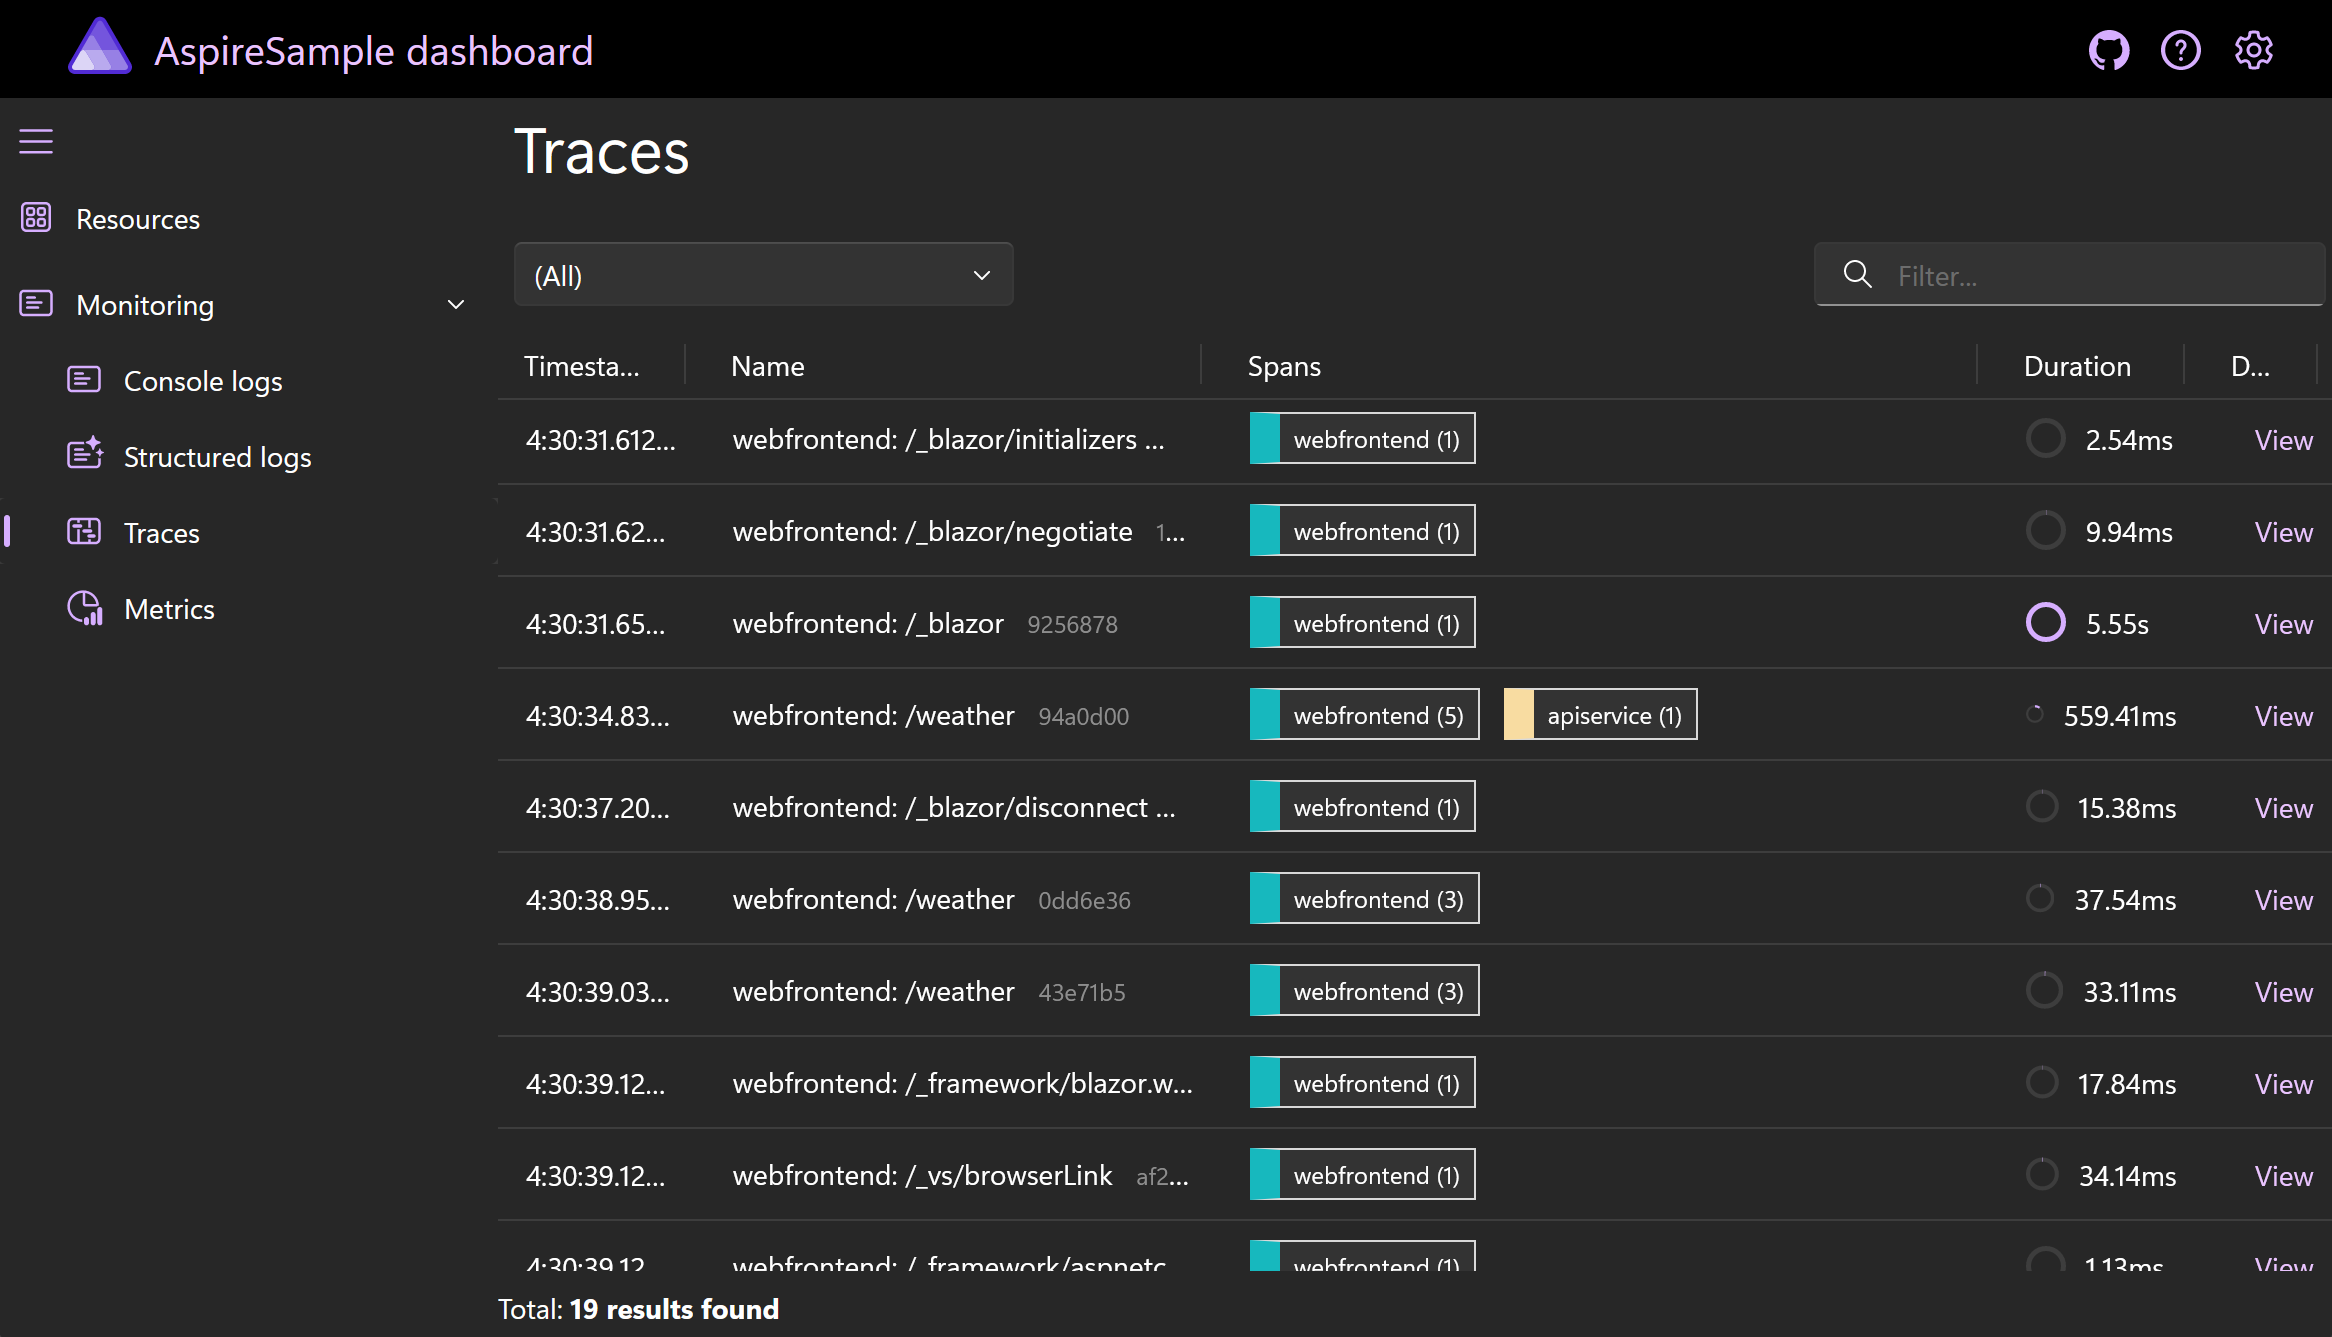 AspireSample dashboard
Traces
Resources
(All)
Filter...
Monitoring
Timesta... Name Spans Duration D...
Console logs
4:30:31.612... webfrontend: /_blazor/initializers ... webfrontend (1) 2.54ms View
Structured logs
4:30:31.62... webfrontend: /_blazor/negotiate 1... webfrontend (1) 9.94ms View
Traces
Metrics
4:30:31.65... webfrontend: /_blazor 9256878 webfrontend (1) 5.55s View
4:30:34.83... webfrontend: /weather 94a0d00 webfrontend (5) apiservice (1) 559.41ms View
4:30:37.20... webfrontend: /_blazor/disconnect ... webfrontend (1) 15.38ms View
4:30:38.95... webfrontend: /weather 0dd6e36 webfrontend (3) 37.54ms View
4:30:39.03... webfrontend: /weather 43e71b5 webfrontend (3) 33.11ms View
4:30:39.12... webfrontend: /_framework/blazor.w... webfrontend (1) 17.84ms View
4:30:39.12... webfrontend: /_vs/browserLink af2... webfrontend (1) 34.14ms View
4:30:39.12 webfrontend: /_framework/aspnetc webfrontend (1) 1.13ms View
Total: 19 results found